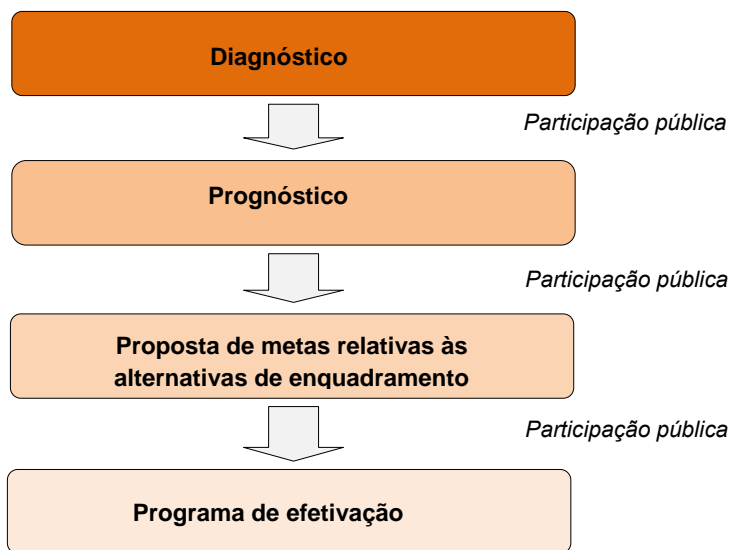 Diagnóstico
Participação pública
Prognóstico
Participação pública
Proposta de metas relativas às
alternativas de enquadramento
Participação pública
Programa de efetivação